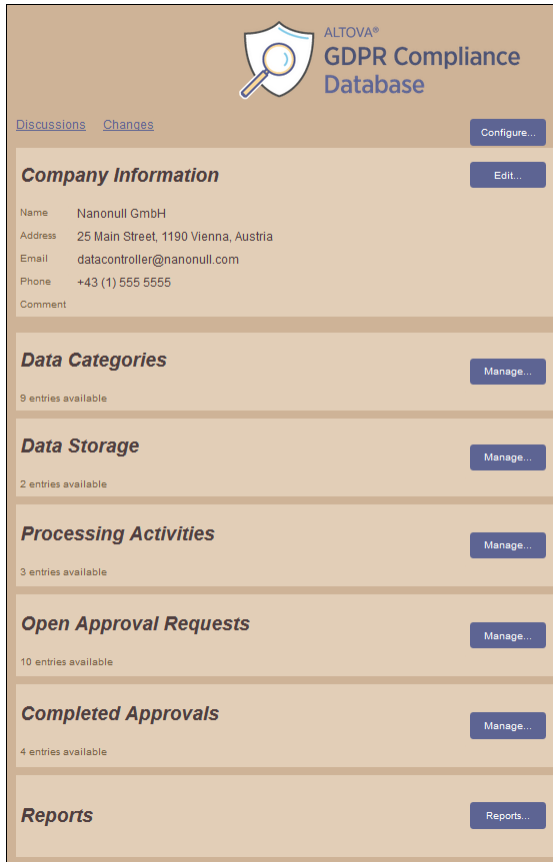 ALTOVA®
GDPR Compliance
Database
Discussions Changes Configure...
Company Information Edit...
Name Nanonull GmbH
Address 25 Main Street, 1190 Vienna, Austria
Email datacontroller@nanonull.com
Phone +43 (1) 555 5555
Comment
Data Categories Manage...
9 entries available
Data Storage Manage...
2 entries available
Processing Activities Manage...
3 entries available
Open Approval Requests Manage...
10 entries available
Completed Approvals Manage...
4 entries available
Reports Reports...